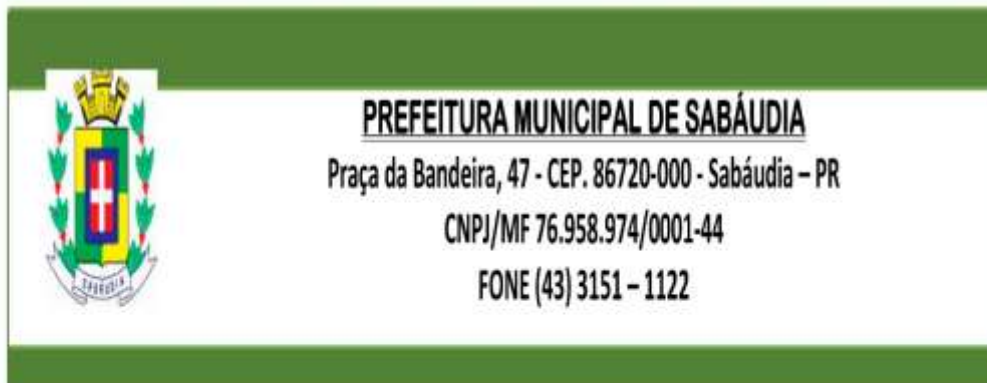 PREFEITURA MUNICIPAL DE SABÁUDIA
Praça da Bandeira, 47 - CEP. 86720-000 - Sabáudia – PR
CNPJ/MF 76.958.974/0001-44
FONE (43) 3151 – 1122
SABÁUDIA